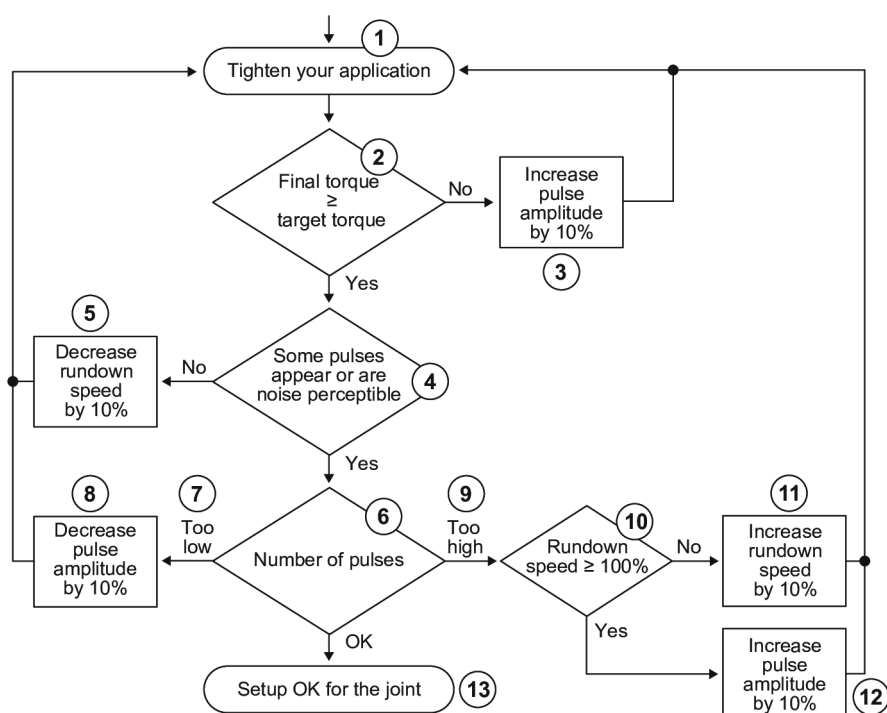 1
Tighten your application
2
Final torque
≥
target torque
No
Increase
pulse
amplitude
by 10%
3
Yes
5
Decrease
rundown
speed
by 10%
No
Some pulses
appear or are
noise perceptible
4
Yes
8
Decrease
pulse
amplitude
by 10%
7
Too
low
6
Number of pulses
9
Too
high
10
Rundown
speed ≥ 100%
No
11
Increase
rundown
speed
by 10%
Yes
Increase
pulse
amplitude
by 10%
12
OK
Setup OK for the joint
13